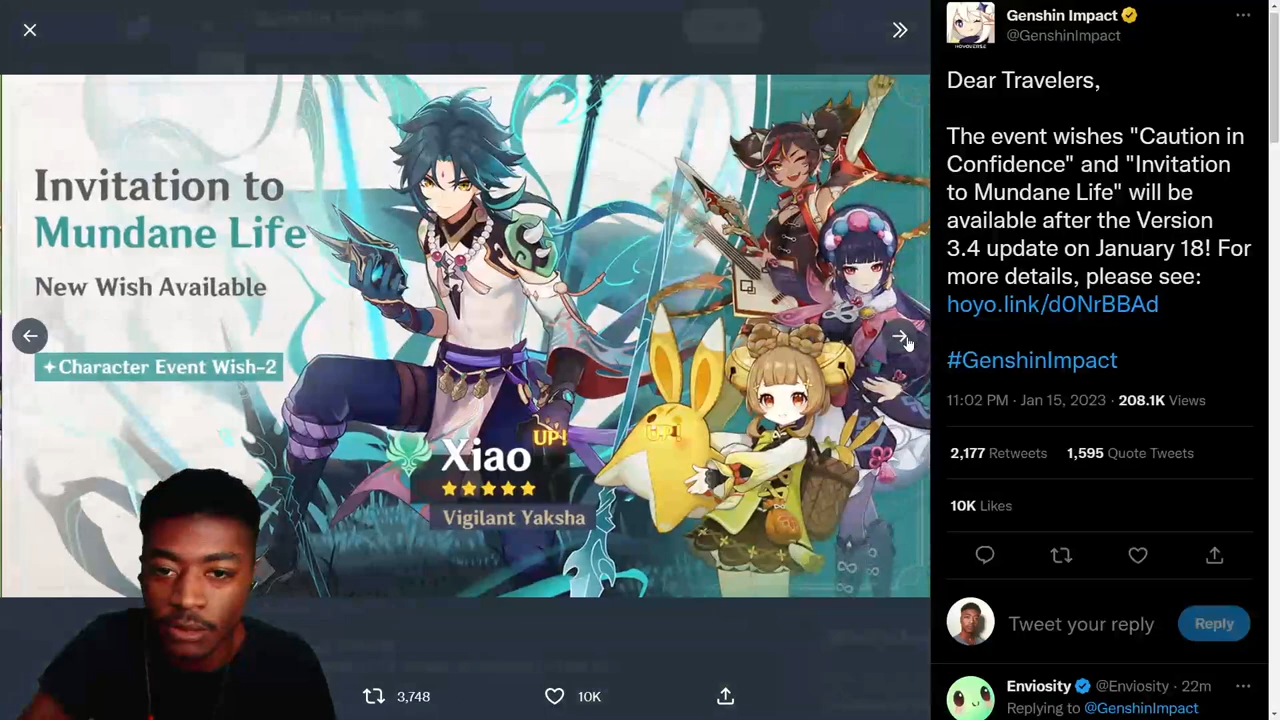 Invitation to
Mundane Life
New Wish Available
Character Event Wish-2
UP!
Xiao
Vigilant Yaksha
UP!
3,748
10K
Genshin Impact
@GenshinImpact
HOYOVERSE
Dear Travelers,
The event wishes "Caution in
Confidence" and "Invitation
to Mundane Life" will be
available after the Version
3.4 update on January 18! For
more details, please see:
hoyo.link/d0NrBBAd
#GenshinImpact
11:02 PM · Jan 15, 2023 · 208.1K Views
2,177 Retweets 1,595 Quote Tweets
10K Likes
Tweet your reply
Reply
Enviosity @Enviosity · 22m
Replying to @GenshinImpact